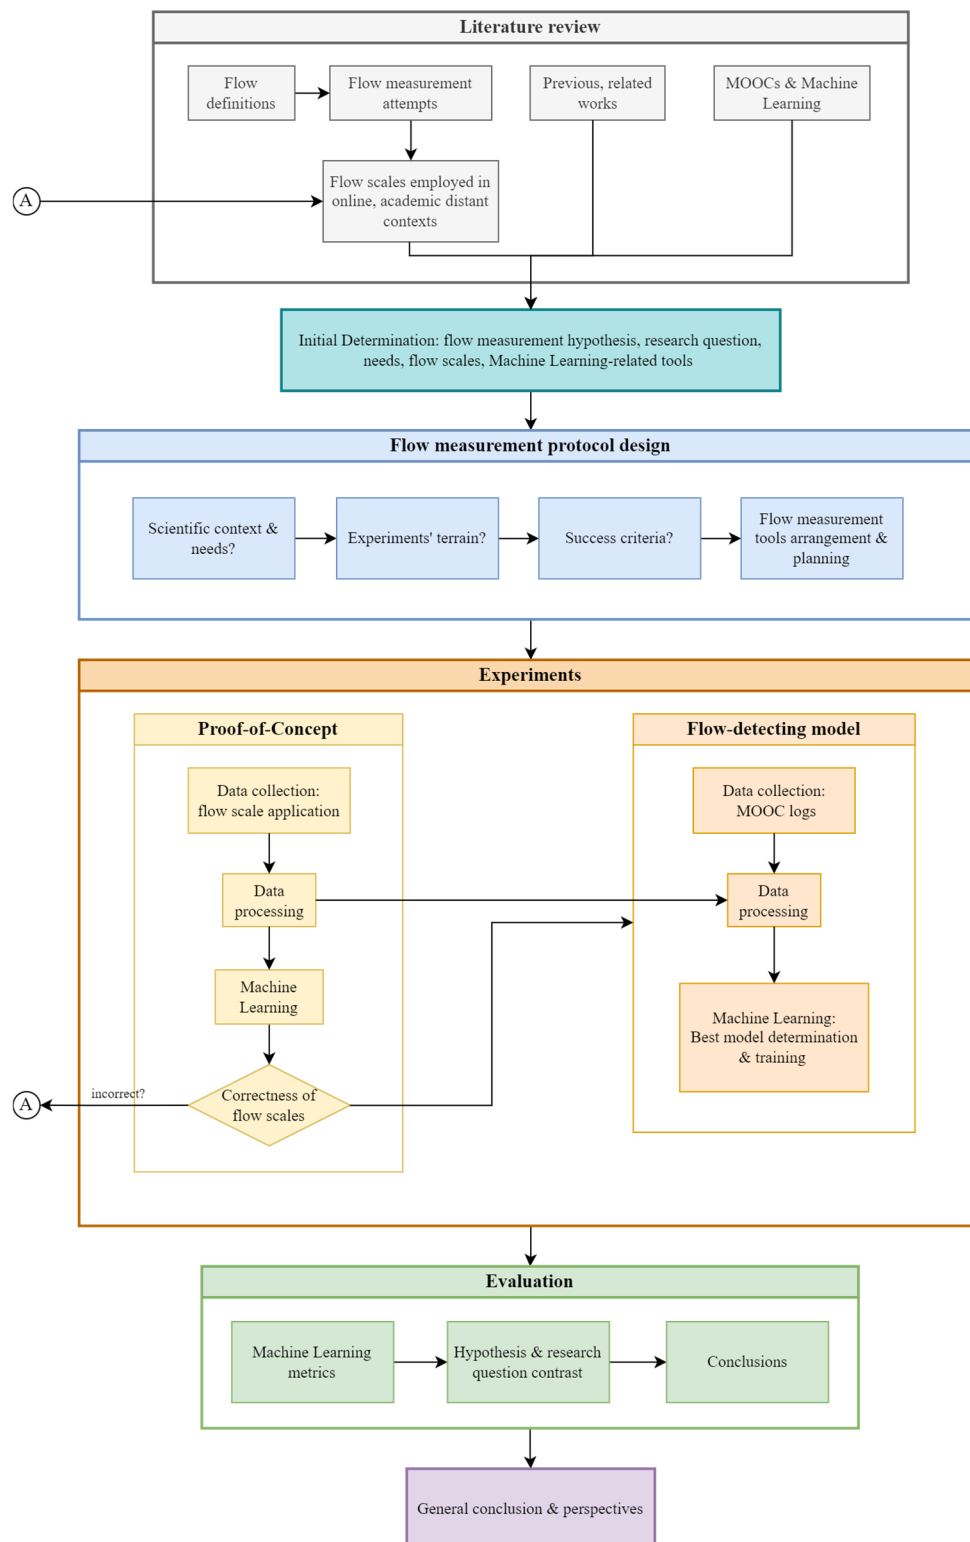 Literature review
Flow
definitions
Flow measurement
attempts
Previous, related
works
MOOCs & Machine
Learning
A
Flow scales employed in
online, academic distant
contexts
Initial Determination: flow measurement hypothesis, research question,
needs, flow scales, Machine Learning-related tools
Flow measurement protocol design
Scientific context &
needs?
Experiments' terrain?
Success criteria?
Flow measurement
tools arrangement &
planning
Experiments
Proof-of-Concept
Data collection:
flow scale application
Data
processing
Machine
Learning
Correctness of
flow scales
incorrect?
A
Flow-detecting model
Data collection:
MOOC logs
Data
processing
Machine Learning:
Best model determination
& training
Evaluation
Machine Learning
metrics
Hypothesis & research
question contrast
Conclusions
General conclusion & perspectives